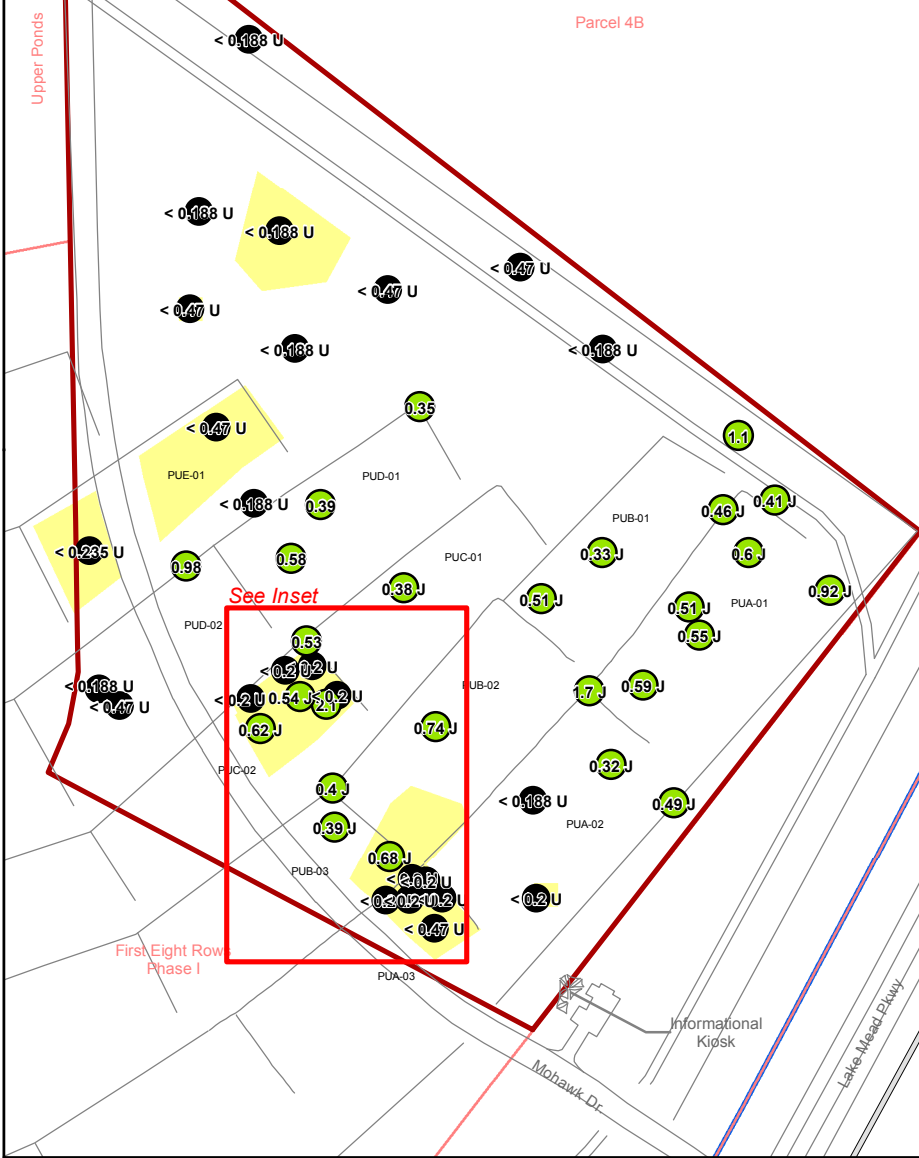 Parcel 4B
Upper Ponds
< 0.188 U
< 0.188 U
< 0.188 U
< 0.47 U
< 0.47 U
< 0.47 U
< 0.188 U
< 0.188 U
0.35
< 0.47 U
1.1
PUE-01
PUD-01
< 0.188 U
0.39
0.46 J
0.41 J
PUB-01
< 0.235 U
0.98
0.58
PUC-01
0.33 J
0.6 J
0.38 J
0.51 J
0.92 J
PUA-01
0.51 J
See Inset
PUD-02
0.55 J
0.53
< 0.2 U
0.2 U
< 0.188 U
< 0.47 U
< 0.2 U
0.54 J
2.1
< 0.2 U
PUB-02
1.7 J
0.59 J
0.62 J
0.74 J
PUC-02
0.32 J
0.4 J
< 0.188 U
0.49 J
0.39 J
PUA-02
0.68 J
PUB-03
< 0.2 U
< 0.2 U
< 0.47 U
First Eight Rows
Phase I
PUA-03
Informational
Kiosk
Mohawk Dr
Lake Mead Pkwy